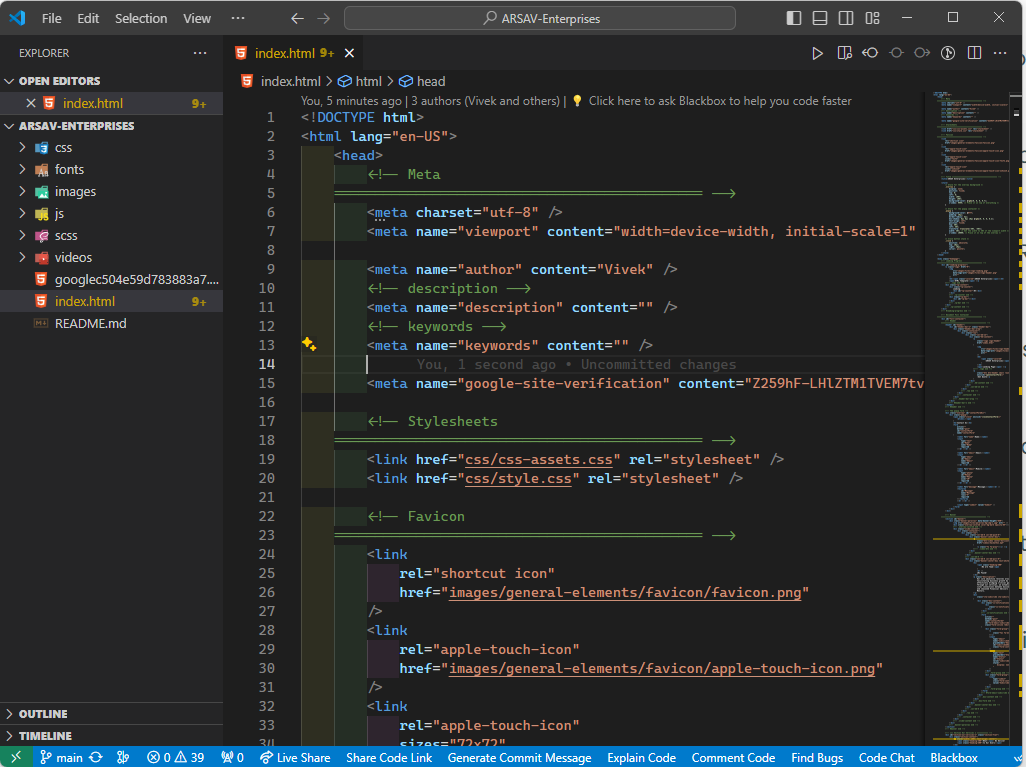 File Edit Selection View ··· ARSAV-Enterprises
EXPLORER ···
OPEN EDITORS
index.html 9+
ARSAV-ENTERPRISES
css
fonts
images
js
scss
videos
googlec504e59d783883a7....
index.html 9+
README.md
OUTLINE
TIMELINE
index.html 9+
index.html > html > head
You, 5 minutes ago | 3 authors (Vivek and others) | Click here to ask Blackbox to help you code faster
1 <!DOCTYPE html>
2 <html lang="en-US">
3 <head>
4 <!-- Meta
5 ============================================= -->
6 <meta charset="utf-8" />
7 <meta name="viewport" content="width=device-width, initial-scale=1"
8
9 <meta name="author" content="Vivek" />
10 <!-- description -->
11 <meta name="description" content="" />
12 <!-- keywords -->
13 <meta name="keywords" content="" />
14 You, 1 second ago • Uncommitted changes
15 <meta name="google-site-verification" content="Z259hF-LHlZTM1TVEM7tv
16
17 <!-- Stylesheets
18 ============================================= -->
19 <link href="css/css-assets.css" rel="stylesheet" />
20 <link href="css/style.css" rel="stylesheet" />
21
22 <!-- Favicon
23 ============================================= -->
24 <link
25 rel="shortcut icon"
26 href="images/general-elements/favicon/favicon.png"
27 />
28 <link
29 rel="apple-touch-icon"
30 href="images/general-elements/favicon/apple-touch-icon.png"
31 />
32 <link
33 rel="apple-touch-icon"
34 sizes="72x72"
main 0 39 0 Live Share Share Code Link Generate Commit Message Explain Code Comment Code Find Bugs Code Chat Blackbox